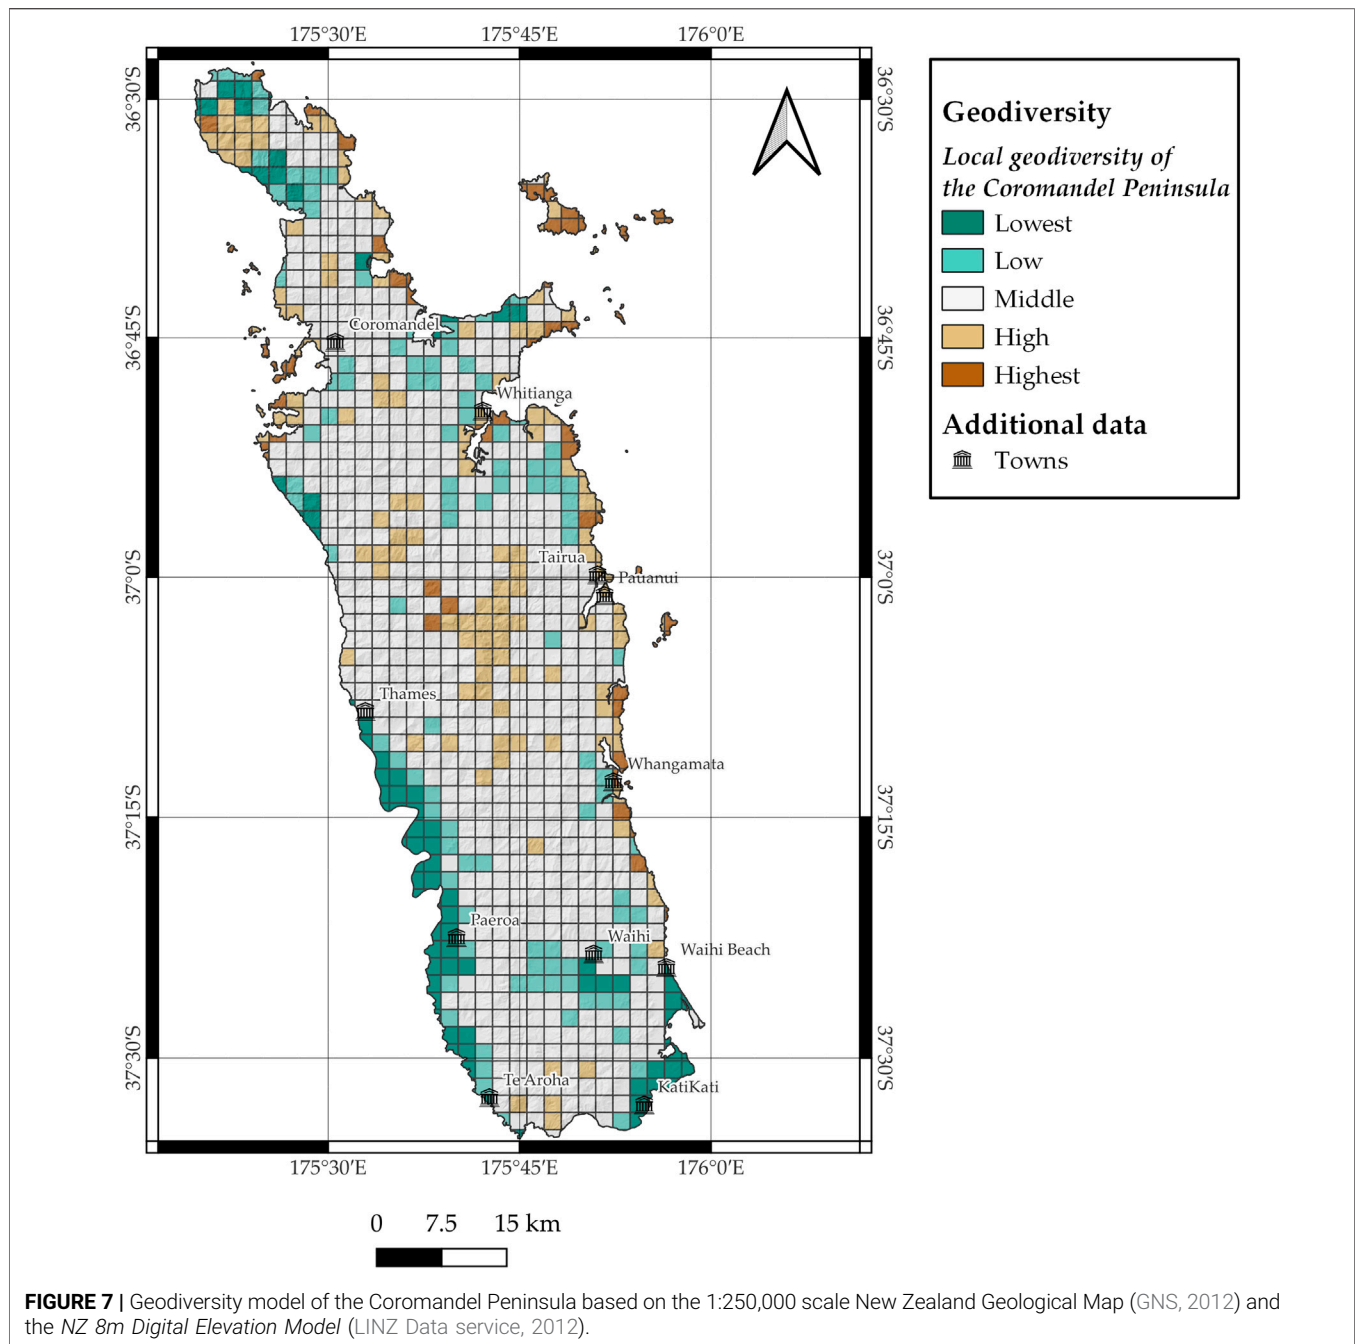 175°30'E 175°45'E 176°0'E
36°30'S 36°30'S
Geodiversity
Local geodiversity of
the Coromandel Peninsula
Lowest
Low
Middle
High
Highest
Additional data
Towns
Coromandel
36°45'S 36°45'S
Whitianga
Tairua
37°0'S 37°0'S
Pauanui
Thames
Whangamata
37°15'S 37°15'S
Paeroa
Waihi
Waihi Beach
37°30'S 37°30'S
Te Aroha
KatiKati
175°30'E 175°45'E 176°0'E
0 7.5 15 km
FIGURE 7 | Geodiversity model of the Coromandel Peninsula based on the 1:250,000 scale New Zealand Geological Map (GNS, 2012) and
the NZ 8m Digital Elevation Model (LINZ Data service, 2012).